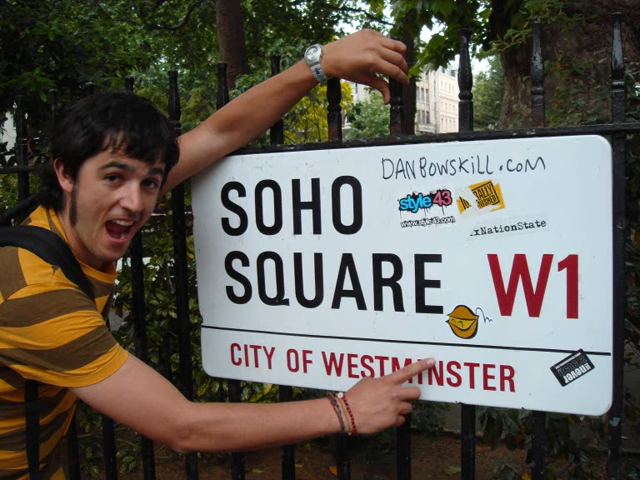 DANBOWSKILL.COM
style43
SOHO
xNationState
SQUARE W1
CITY OF WESTMINSTER